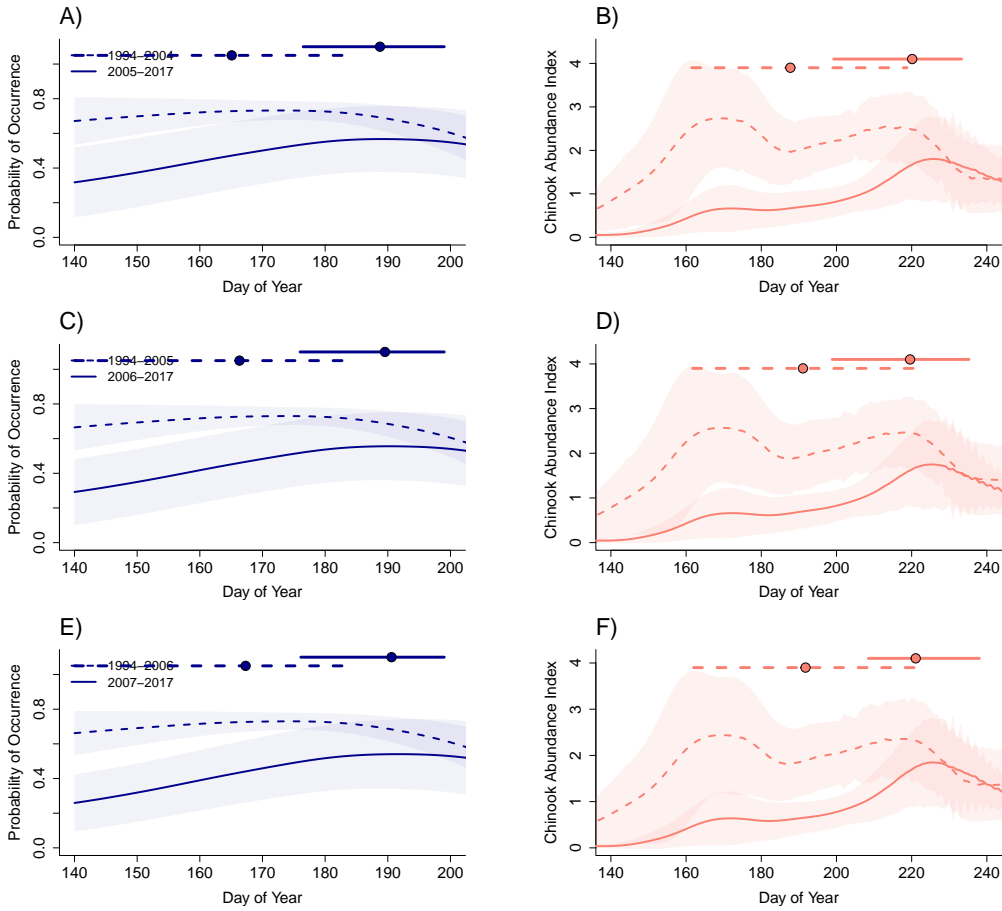 A)
Probability of Occurrence
0.0 0.4 0.8
1994–2004
2005–2017
140 150 160 170 180 190 200
Day of Year
B)
Chinook Abundance Index
0 1 2 3 4
140 160 180 200 220 240
Day of Year
C)
Probability of Occurrence
0.0 0.4 0.8
1994–2005
2006–2017
140 150 160 170 180 190 200
Day of Year
D)
Chinook Abundance Index
0 1 2 3 4
140 160 180 200 220 240
Day of Year
E)
Probability of Occurrence
0.0 0.4 0.8
1994–2006
2007–2017
140 150 160 170 180 190 200
Day of Year
F)
Chinook Abundance Index
0 1 2 3 4
140 160 180 200 220 240
Day of Year